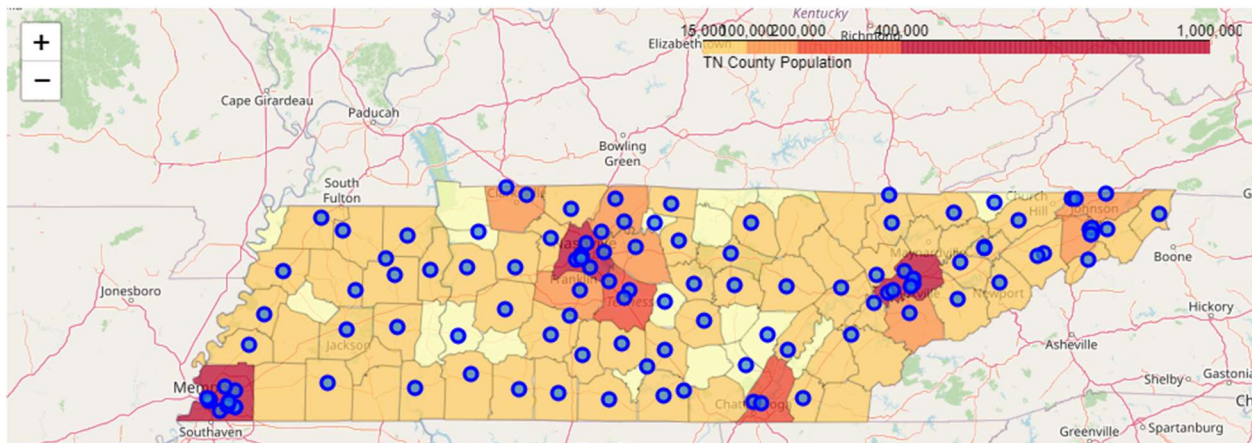 +
−
Kentucky
15,000
100,000
200,000
400,000
1,000,000
Richmond
TN County Population
Cape Girardeau
Paducah
Bowling
Green
South
Fulton
Church
Hill
Johnson
Boone
Franklin
Newport
Jonesboro
Hickory
Jackson
Asheville
Shelby
Gastonia
Southaven
Greenville
Spartanburg